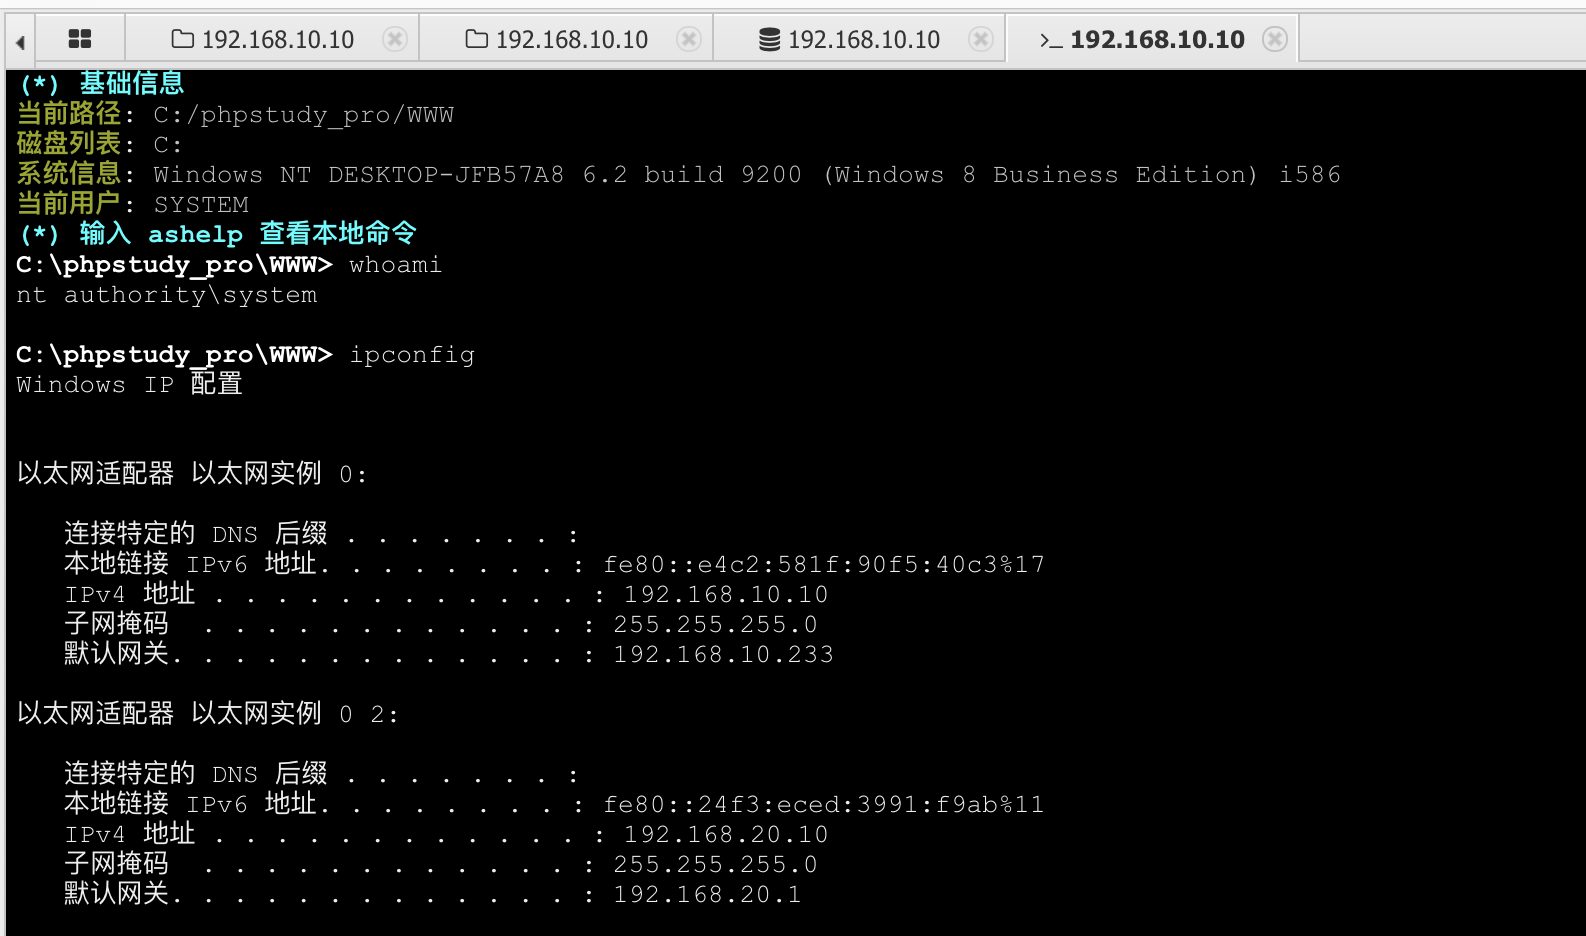 192.168.10.10 192.168.10.10 192.168.10.10 >_ 192.168.10.10
(*) 基础信息
当前路径: C:/phpstudy_pro/WWW
磁盘列表: C:
系统信息: Windows NT DESKTOP-JFB57A8 6.2 build 9200 (Windows 8 Business Edition) i586
当前用户: SYSTEM
(*) 输入 ashelp 查看本地命令
C:\phpstudy_pro\WWW> whoami
nt authority\system
C:\phpstudy_pro\WWW> ipconfig
Windows IP 配置
以太网适配器 以太网实例 0:
连接特定的 DNS 后缀 . . . . . . . :
本地链接 IPv6 地址. . . . . . . . : fe80::e4c2:581f:90f5:40c3%17
IPv4 地址 . . . . . . . . . . . . : 192.168.10.10
子网掩码 . . . . . . . . . . . . : 255.255.255.0
默认网关. . . . . . . . . . . . . : 192.168.10.233
以太网适配器 以太网实例 0 2:
连接特定的 DNS 后缀 . . . . . . . :
本地链接 IPv6 地址. . . . . . . . : fe80::24f3:eced:3991:f9ab%11
IPv4 地址 . . . . . . . . . . . . : 192.168.20.10
子网掩码 . . . . . . . . . . . . : 255.255.255.0
默认网关. . . . . . . . . . . . . : 192.168.20.1